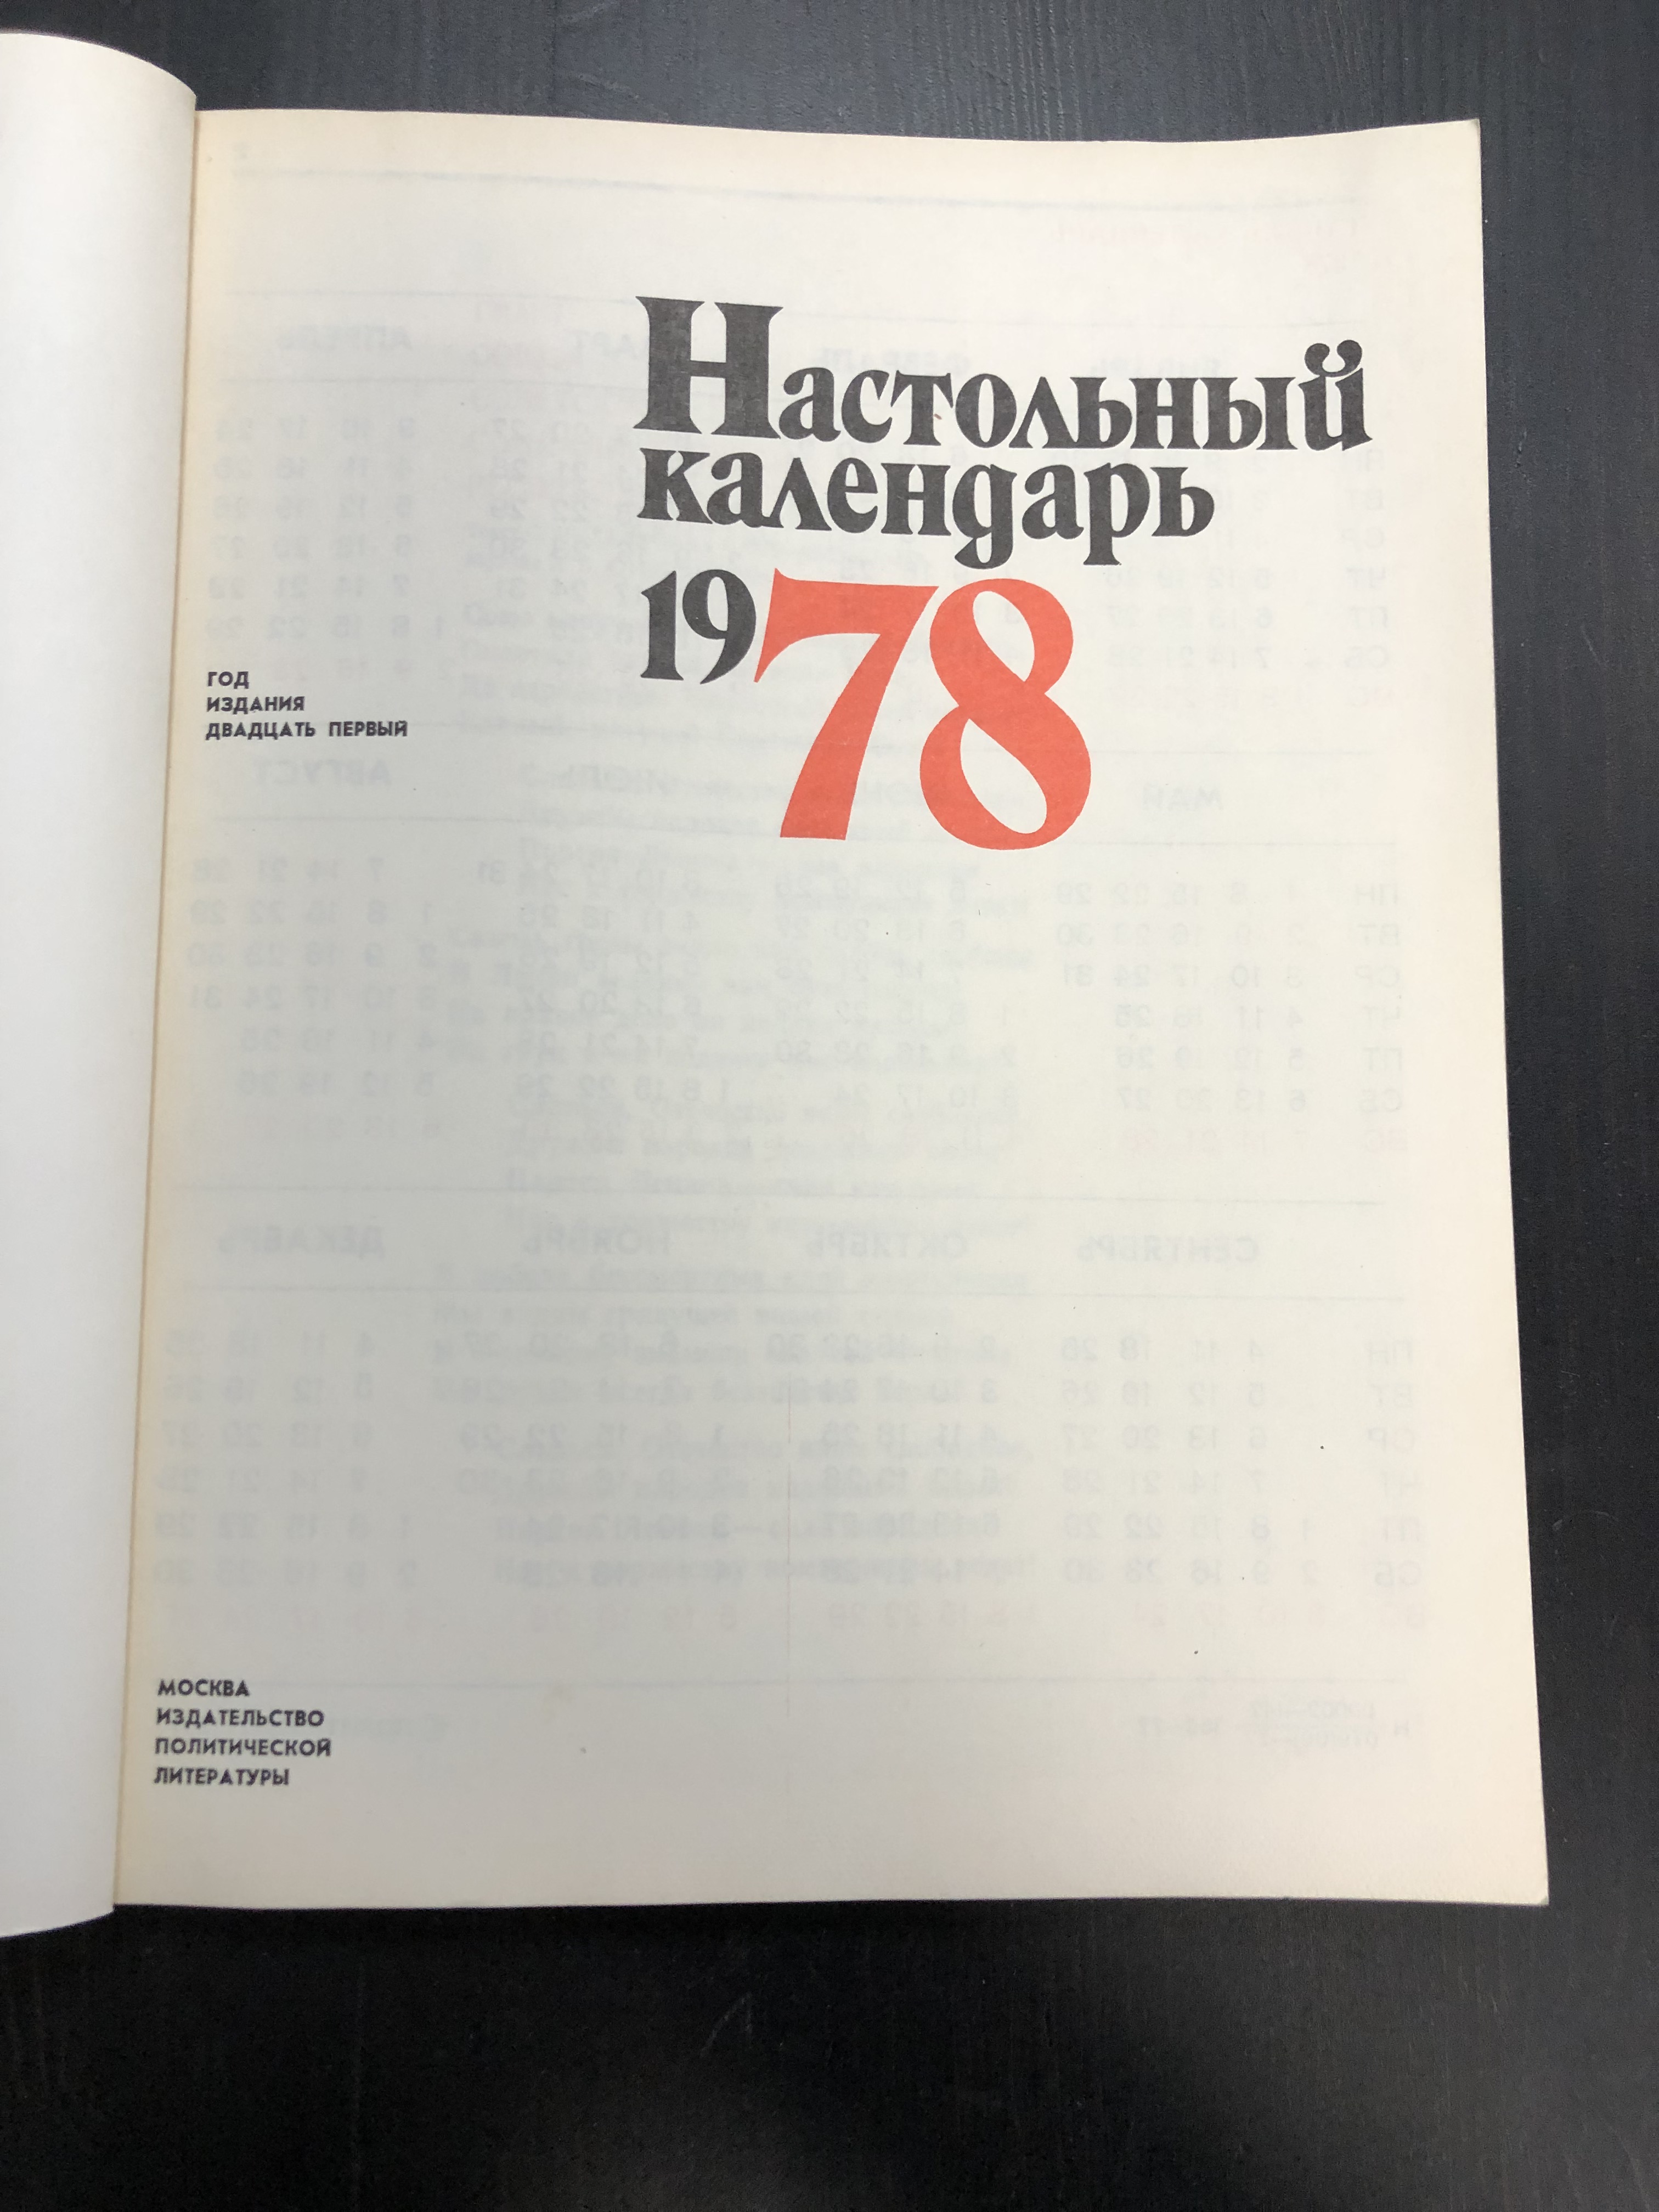 Настольный
календарь
1978
ГОД
ИЗДАНИЯ
ДВАДЦАТЬ ПЕРВЫЙ
МОСКВА
ИЗДАТЕЛЬСТВО
ПОЛИТИЧЕСКОЙ
ЛИТЕРАТУРЫ